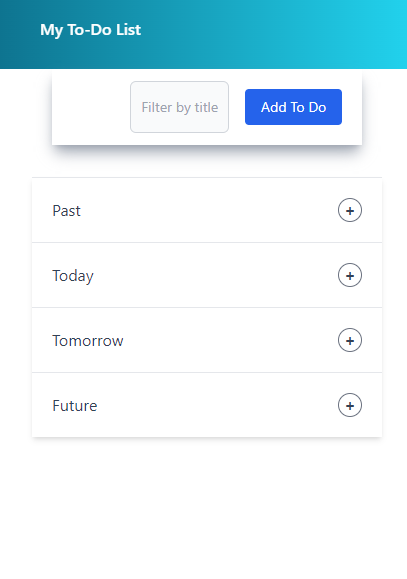 My To-Do List
Filter by title
Add To Do
Past
+
Today
+
Tomorrow
+
Future
+